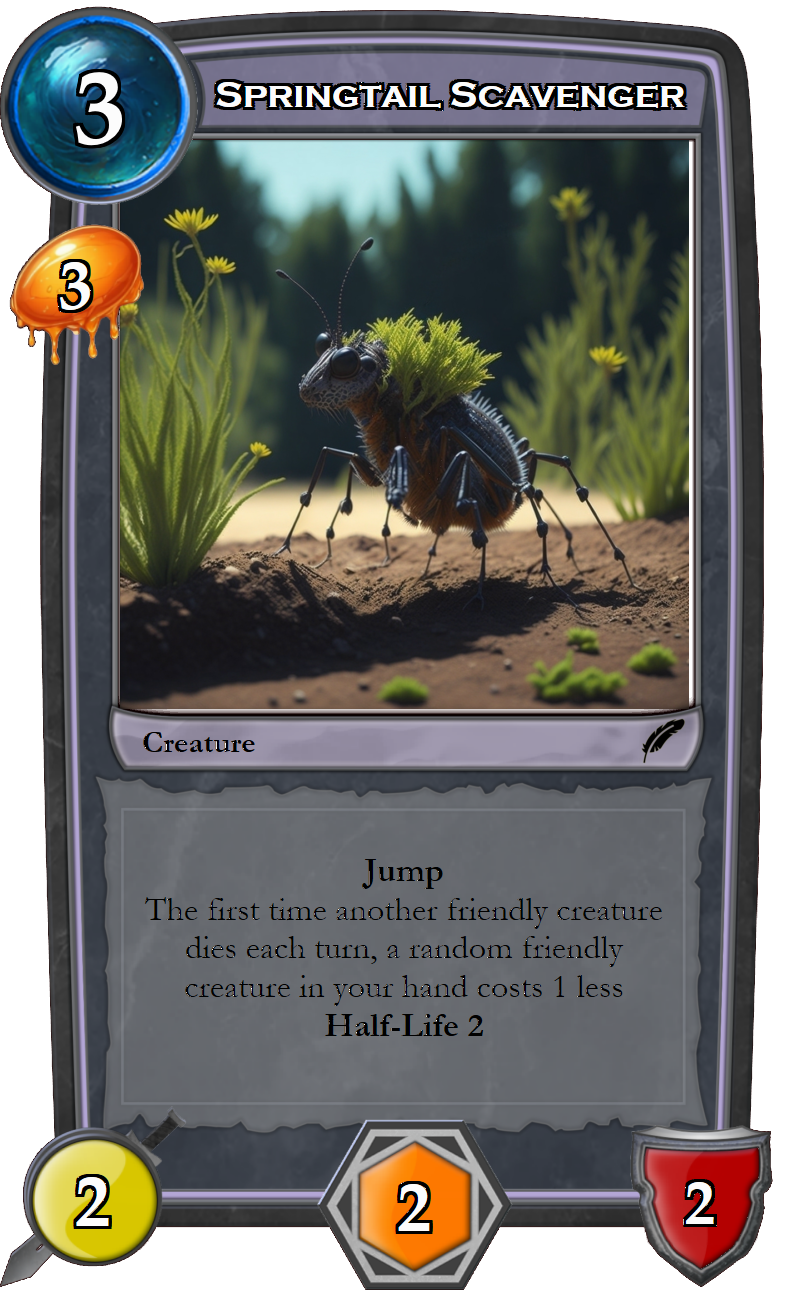 3
Springtail Scavenger
3
Creature
Jump
The first time another friendly creature
dies each turn, a random friendly
creature in your hand costs 1 less
Half-Life 2
2
2
2